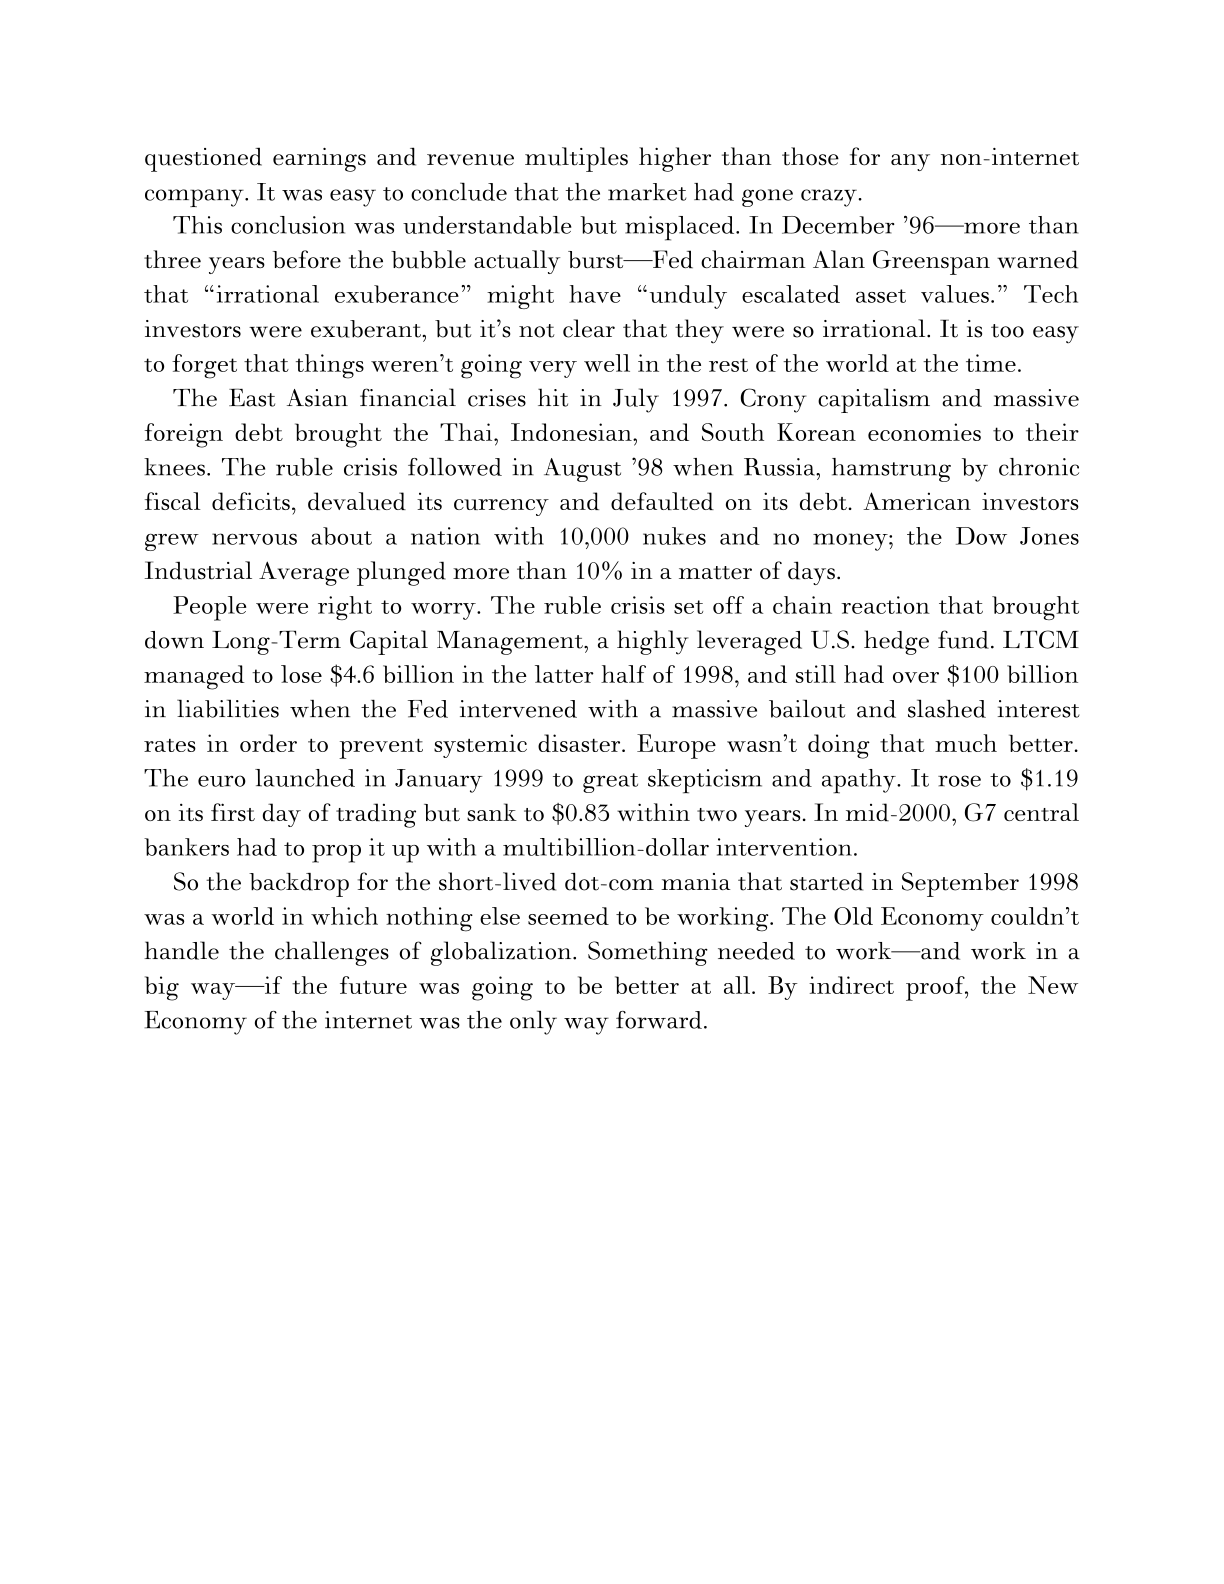 questioned earnings and revenue multiples higher than those for any non-internet
company. It was easy to conclude that the market had gone crazy.
This conclusion was understandable but misplaced. In December ’96—more than
three years before the bubble actually burst—Fed chairman Alan Greenspan warned
that “irrational exuberance” might have “unduly escalated asset values.” Tech
investors were exuberant, but it’s not clear that they were so irrational. It is too easy
to forget that things weren’t going very well in the rest of the world at the time.
The East Asian financial crises hit in July 1997. Crony capitalism and massive
foreign debt brought the Thai, Indonesian, and South Korean economies to their
knees. The ruble crisis followed in August ’98 when Russia, hamstrung by chronic
fiscal deficits, devalued its currency and defaulted on its debt. American investors
grew nervous about a nation with 10,000 nukes and no money; the Dow Jones
Industrial Average plunged more than 10% in a matter of days.
People were right to worry. The ruble crisis set off a chain reaction that brought
down Long-Term Capital Management, a highly leveraged U.S. hedge fund. LTCM
managed to lose $4.6 billion in the latter half of 1998, and still had over $100 billion
in liabilities when the Fed intervened with a massive bailout and slashed interest
rates in order to prevent systemic disaster. Europe wasn’t doing that much better.
The euro launched in January 1999 to great skepticism and apathy. It rose to $1.19
on its first day of trading but sank to $0.83 within two years. In mid-2000, G7 central
bankers had to prop it up with a multibillion-dollar intervention.
So the backdrop for the short-lived dot-com mania that started in September 1998
was a world in which nothing else seemed to be working. The Old Economy couldn’t
handle the challenges of globalization. Something needed to work—and work in a
big way—if the future was going to be better at all. By indirect proof, the New
Economy of the internet was the only way forward.